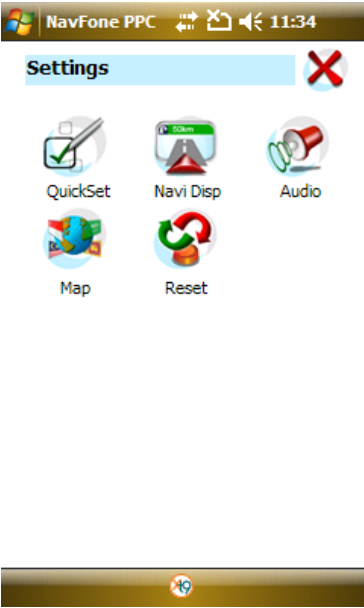 NavFone PPC 11:34
Settings
50km
QuickSet Navi Disp Audio
Map Reset